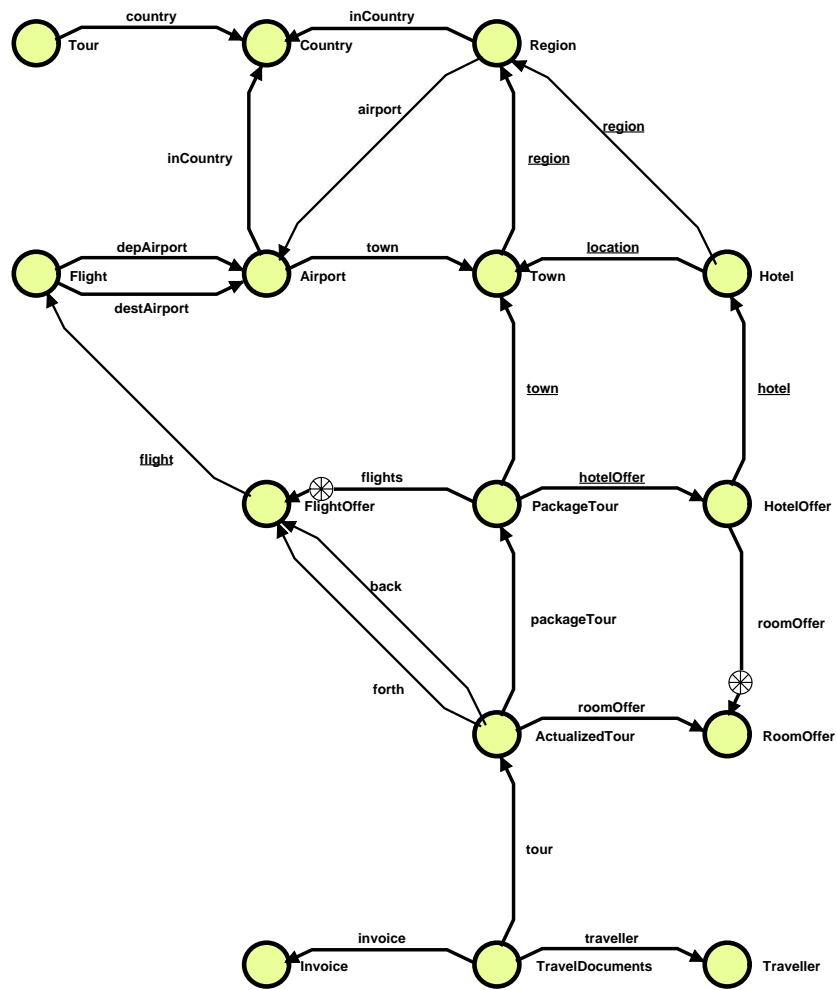 country
inCountry
Tour
Country
Region
airport
region
inCountry
region
depAirport
town
location
Flight
Airport
Town
Hotel
destAirport
town
hotel
flight
flights
hotelOffer
FlightOffer
PackageTour
HotelOffer
back
packageTour
roomOffer
forth
roomOffer
ActualizedTour
RoomOffer
tour
invoice
traveller
Invoice
TravelDocuments
Traveller